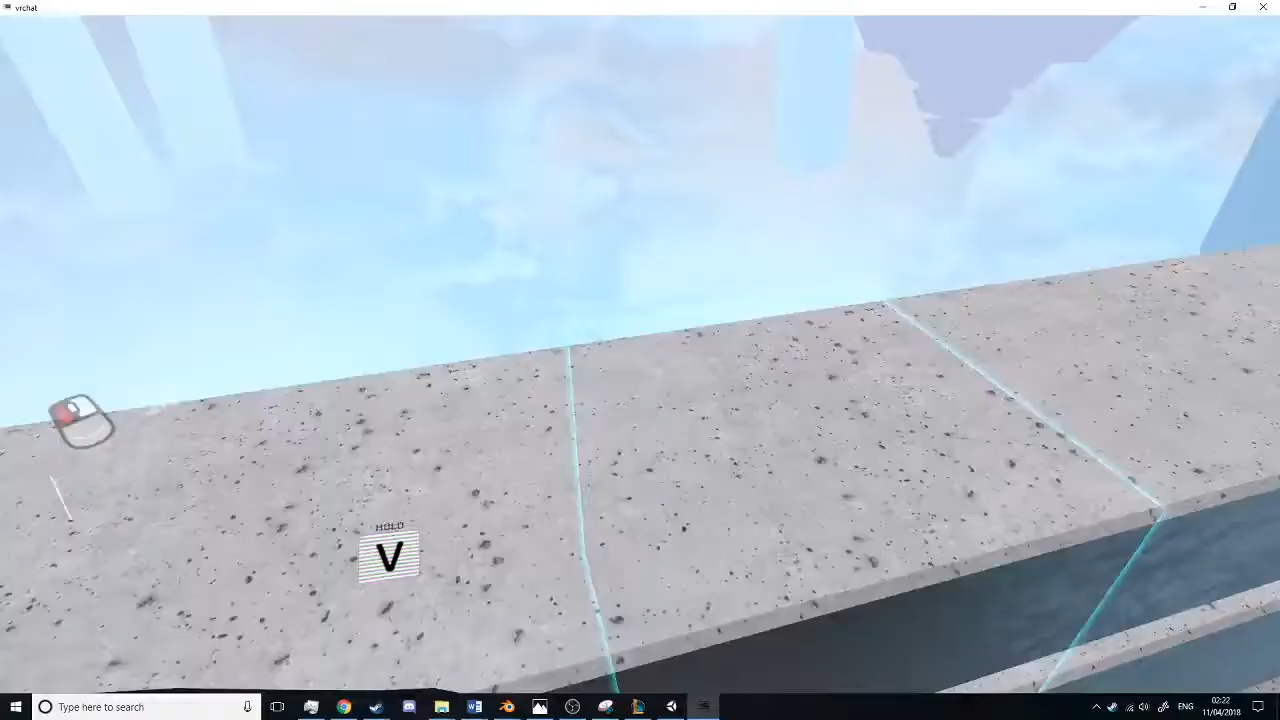 vrchat
HOLD
V
Type here to search
ENG
02:22
11/04/2018